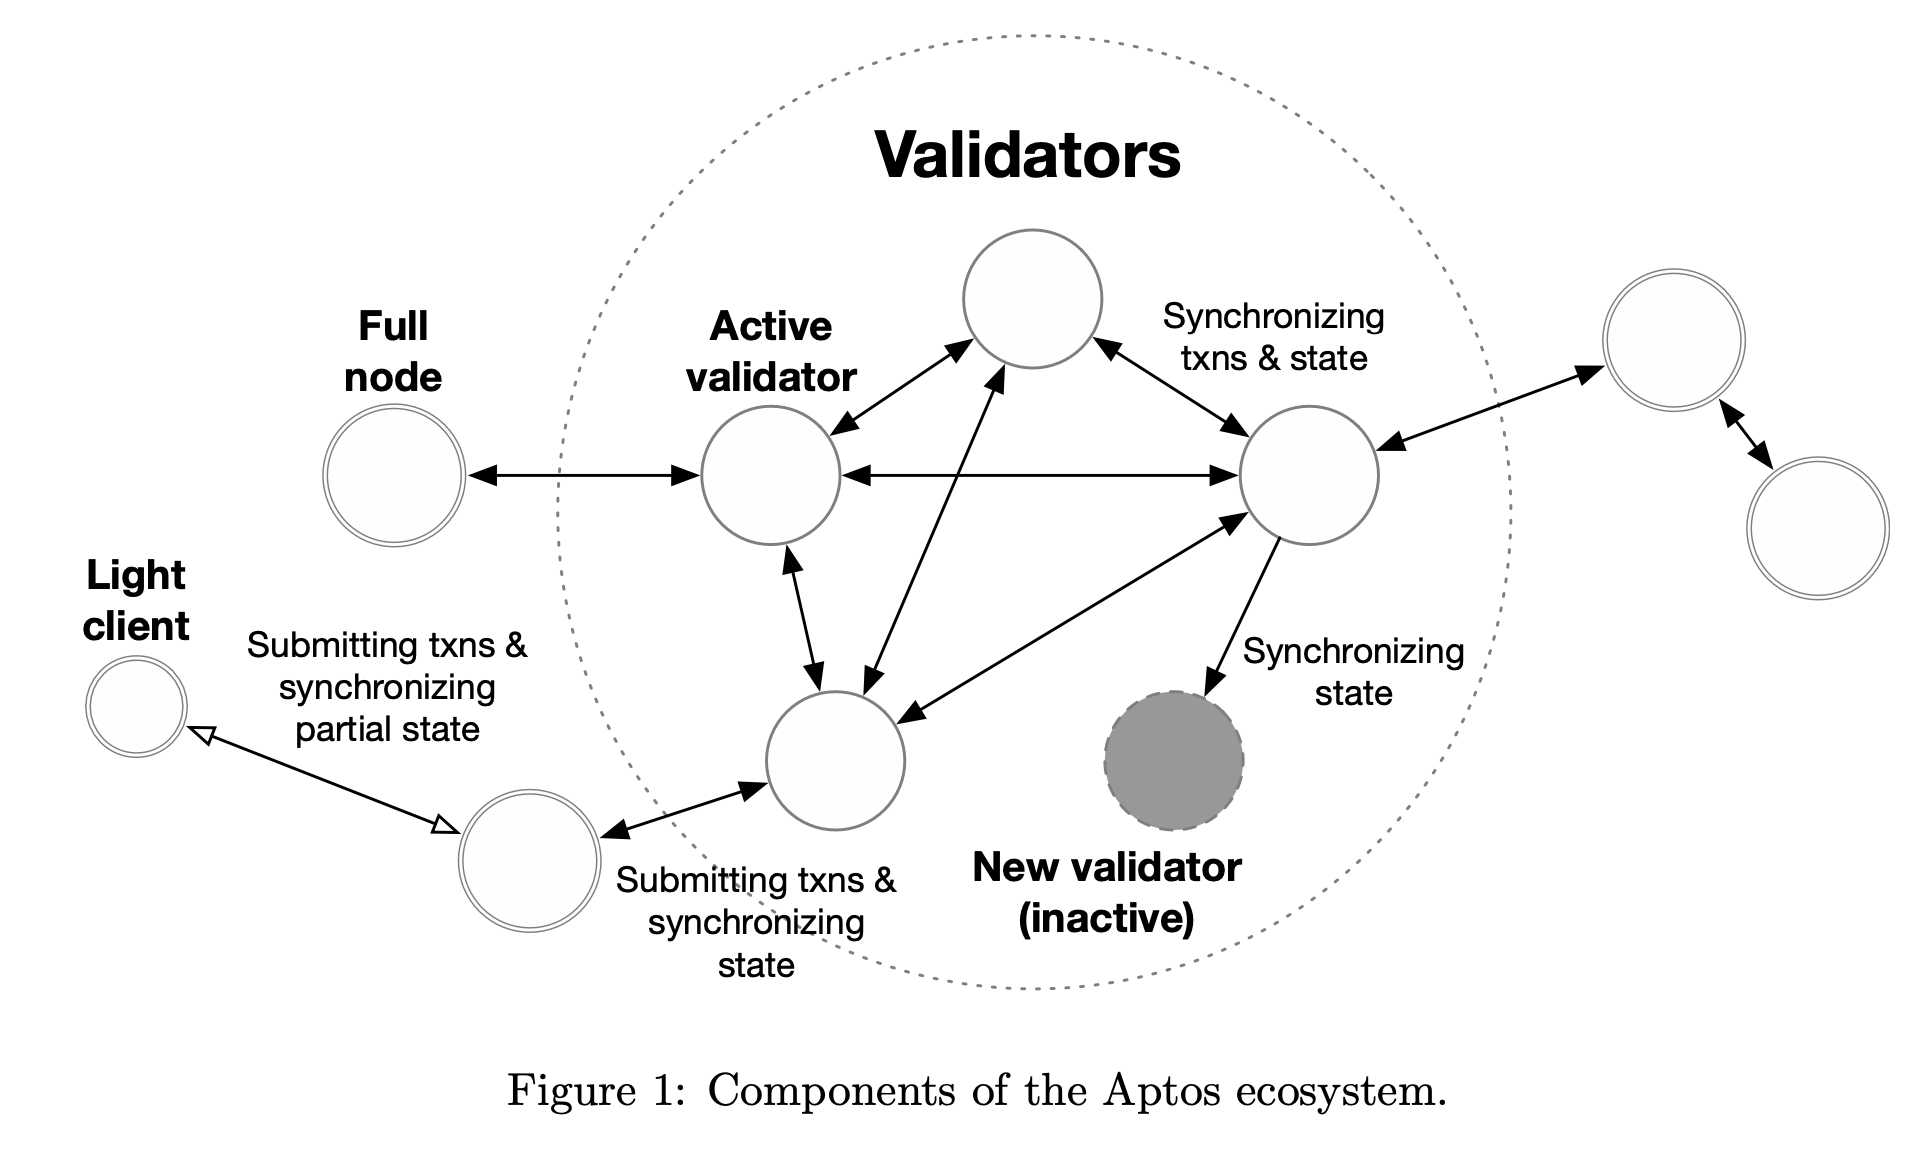 Validators
Full
node
Active
validator
Synchronizing
txns & state
Light
client
Submitting txns &
synchronizing
partial state
Synchronizing
state
Submitting txns &
synchronizing
state
New validator
(inactive)
Figure 1: Components of the Aptos ecosystem.